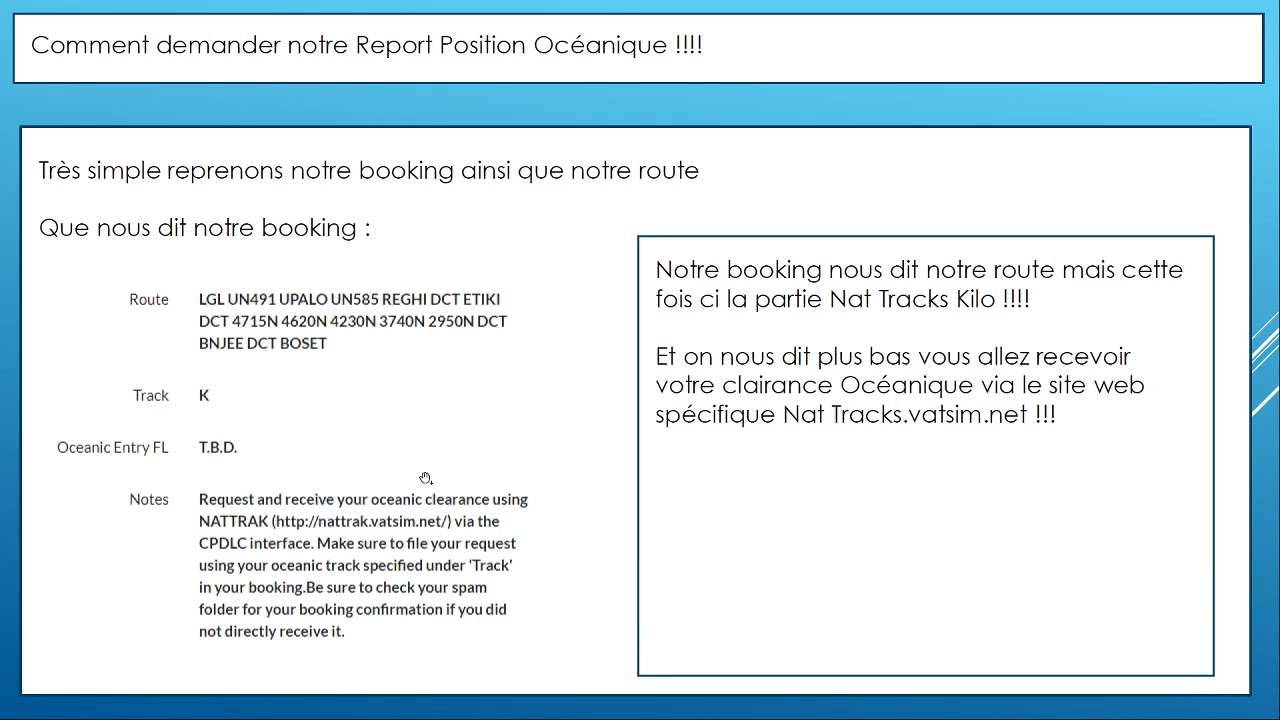 Comment demander notre Report Position Océanique !!!!
Très simple reprenons notre booking ainsi que notre route
Que nous dit notre booking :
Route LGL UN491 UPALO UN585 REGHI DCT ETIKI
DCT 4715N 4620N 4230N 3740N 2950N DCT
BNJEE DCT BOSET
Track K
Oceanic Entry FL T.B.D.
Notes Request and receive your oceanic clearance using
NATTRAK (http://nattrak.vatsim.net/) via the
CPDLC interface. Make sure to file your request
using your oceanic track specified under 'Track'
in your booking.Be sure to check your spam
folder for your booking confirmation if you did
not directly receive it.
Notre booking nous dit notre route mais cette
fois ci la partie Nat Tracks Kilo !!!!
Et on nous dit plus bas vous allez recevoir
votre clairance Océanique via le site web
spécifique Nat Tracks.vatsim.net !!!